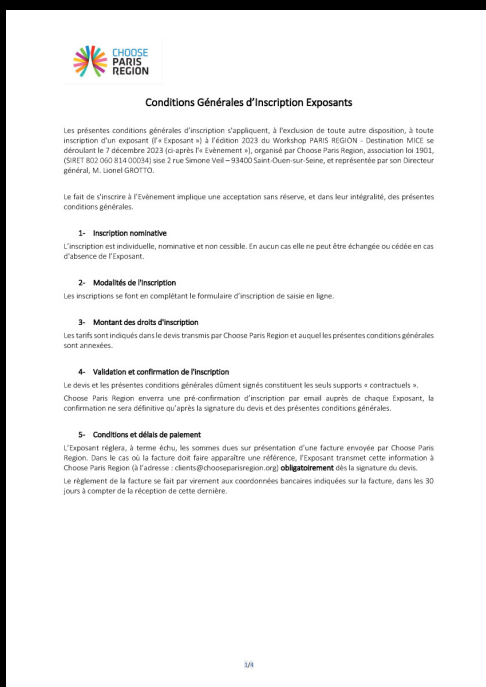 CHOOSE
PARIS
REGION
Conditions Générales d'Inscription Exposants
Les présentes conditions générales d'inscription s'appliquent, à l'exclusion de toute autre disposition, à toute
inscription d'un exposant (l'« Exposant ») à l'édition 2023 du Workshop PARIS REGION - Destination MICE se
déroulant le 7 décembre 2023 (ci-après l'« Evènement »), organisé par Choose Paris Region, association loi 1901,
(SIRET 802 060 814 00034) sise 2 rue Simone Veil – 93400 Saint-Ouen-sur-Seine, et représentée par son Directeur
général, M. Lionel GROTTO.
Le fait de s'inscrire à l'Evènement implique une acceptation sans réserve, et dans leur intégralité, des présentes
conditions générales.
1- Inscription nominative
L'inscription est individuelle, nominative et non cessible. En aucun cas elle ne peut être échangée ou cédée en cas
d'absence de l'Exposant.
2- Modalités de l'inscription
Les inscriptions se font en complétant le formulaire d'inscription de saisie en ligne.
3- Montant des droits d'inscription
Les tarifs sont indiqués dans le devis transmis par Choose Paris Region et auquel les présentes conditions générales
sont annexées.
4- Validation et confirmation de l'inscription
Le devis et les présentes conditions générales dûment signés constituent les seuls supports « contractuels ».
Choose Paris Region enverra une pré-confirmation d'inscription par email auprès de chaque Exposant, la
confirmation ne sera définitive qu'après la signature du devis et des présentes conditions générales.
5- Conditions et délais de paiement
L'Exposant réglera, à terme échu, les sommes dues sur présentation d'une facture envoyée par Choose Paris
Region. Dans le cas où la facture doit faire apparaître une référence, l'Exposant transmet cette information à
Choose Paris Region (à l'adresse : clients@chooseparisregion.org) obligatoirement dès la signature du devis.
Le règlement de la facture se fait par virement aux coordonnées bancaires indiquées sur la facture, dans les 30
jours à compter de la réception de cette dernière.
1/4